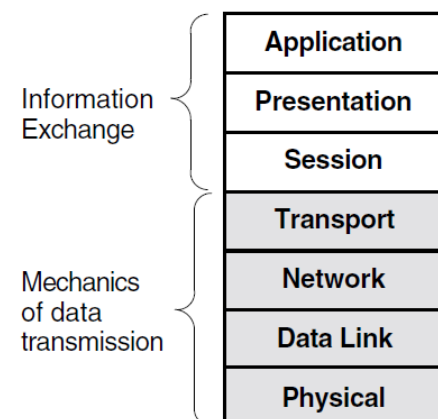 Application
Presentation
Session
Transport
Network
Data Link
Physical
Information
Exchange
Mechanics
of data
transmission